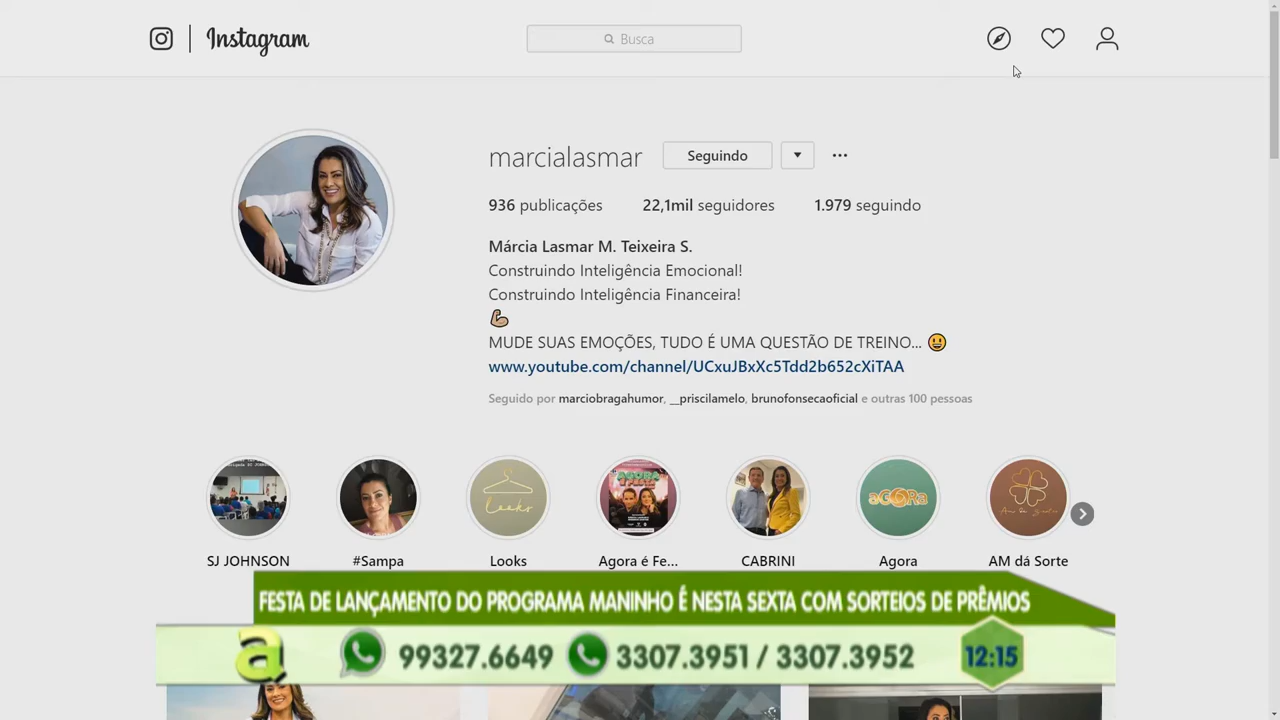 Instagram
Busca
marcialasmar
Seguindo
936 publicações 22,1mil seguidores 1.979 seguindo
Márcia Lasmar M. Teixeira S.
Construindo Inteligência Emocional!
Construindo Inteligência Financeira!
💪🏼
MUDE SUAS EMOÇÕES, TUDO É UMA QUESTÃO DE TREINO... 😃
www.youtube.com/channel/UCxuJBxXc5Tdd2b652cXiTAA
Seguido por marciobragahumor, __priscilamelo, brunofonsecaoficial e outras 100 pessoas
Looks
AGORA
aGORa
SJ JOHNSON #Sampa Looks Agora é Fe... CABRINI Agora AM dá Sorte
FESTA DE LANÇAMENTO DO PROGRAMA MANINHO É NESTA SEXTA COM SORTEIOS DE PRÊMIOS
a 99327.6649 3307.3951 / 3307.3952 12:15